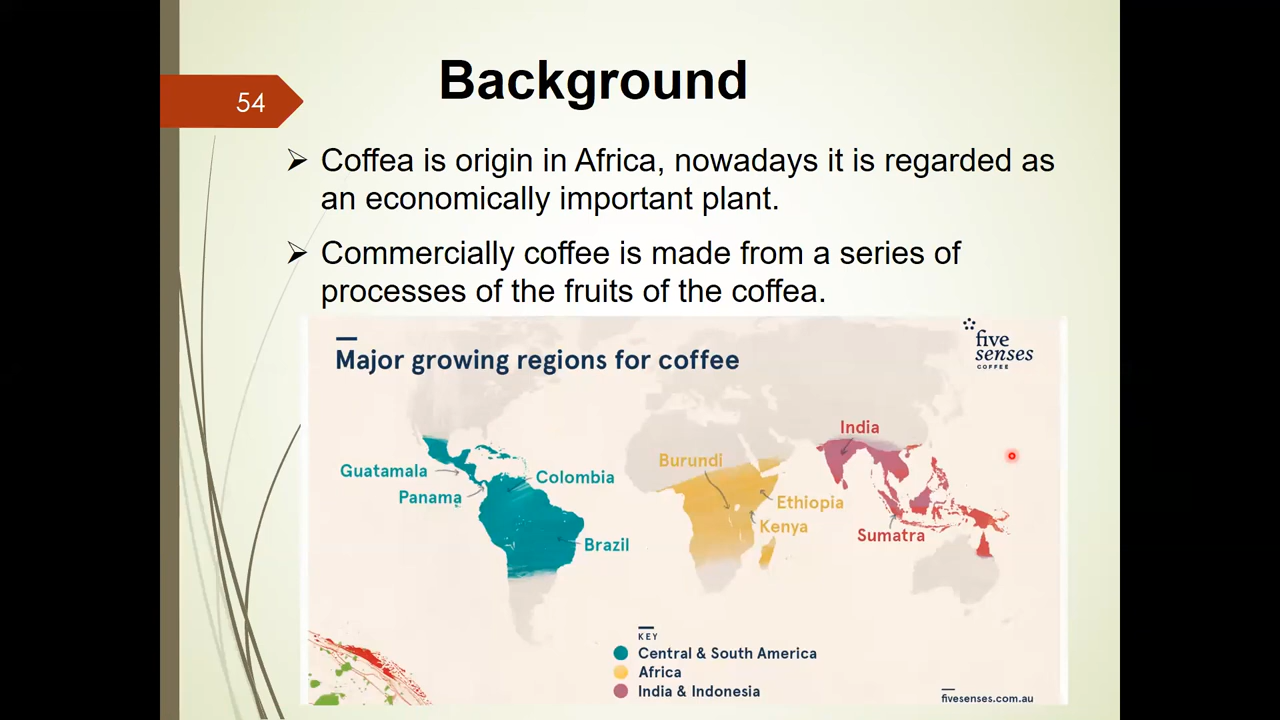 Background
54
Coffea is origin in Africa, nowadays it is regarded as
an economically important plant.
Commercially coffee is made from a series of
processes of the fruits of the coffea.
Major growing regions for coffee
five
senses
COFFEE
India
Burundi
Guatamala
Colombia
Panama
Ethiopia
Kenya
Sumatra
Brazil
KEY
Central & South America
Africa
India & Indonesia
fivesenses.com.au